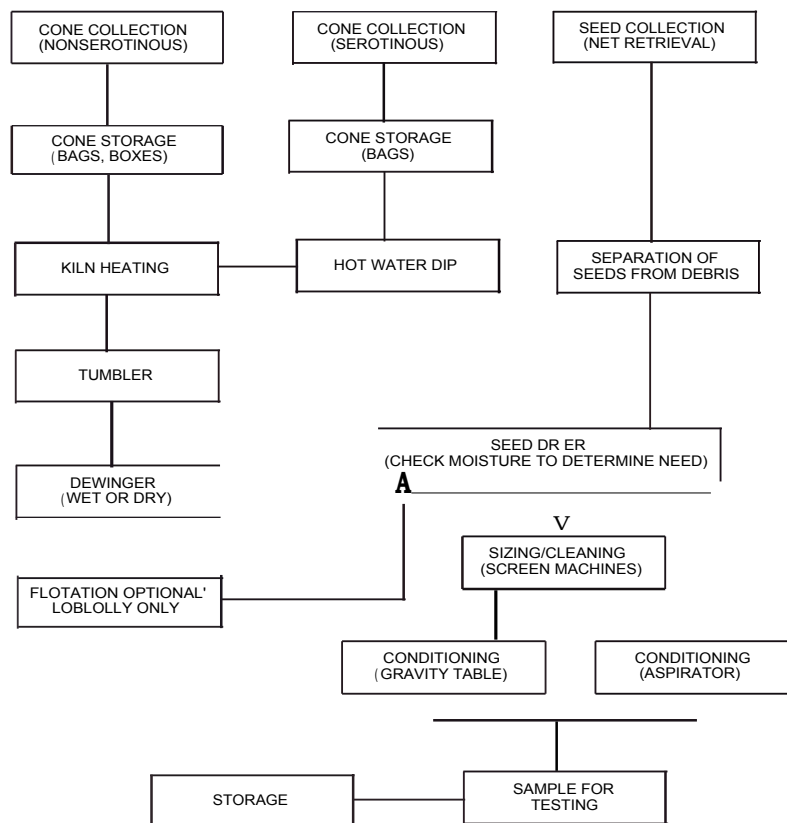 CONE COLLECTION
(NONSEROTINOUS)
CONE COLLECTION
(SEROTINOUS)
SEED COLLECTION
(NET RETRIEVAL)
CONE STORAGE
(BAGS, BOXES)
CONE STORAGE
(BAGS)
KILN HEATING
HOT WATER DIP
SEPARATION OF
SEEDS FROM DEBRIS
TUMBLER
SEED DR ER
(CHECK MOISTURE TO DETERMINE NEED)
A
DEWINGER
(WET OR DRY)
V
SIZING/CLEANING
(SCREEN MACHINES)
FLOTATION OPTIONAL'
LOBLOLLY ONLY
CONDITIONING
(GRAVITY TABLE)
CONDITIONING
(ASPIRATOR)
STORAGE
SAMPLE FOR
TESTING